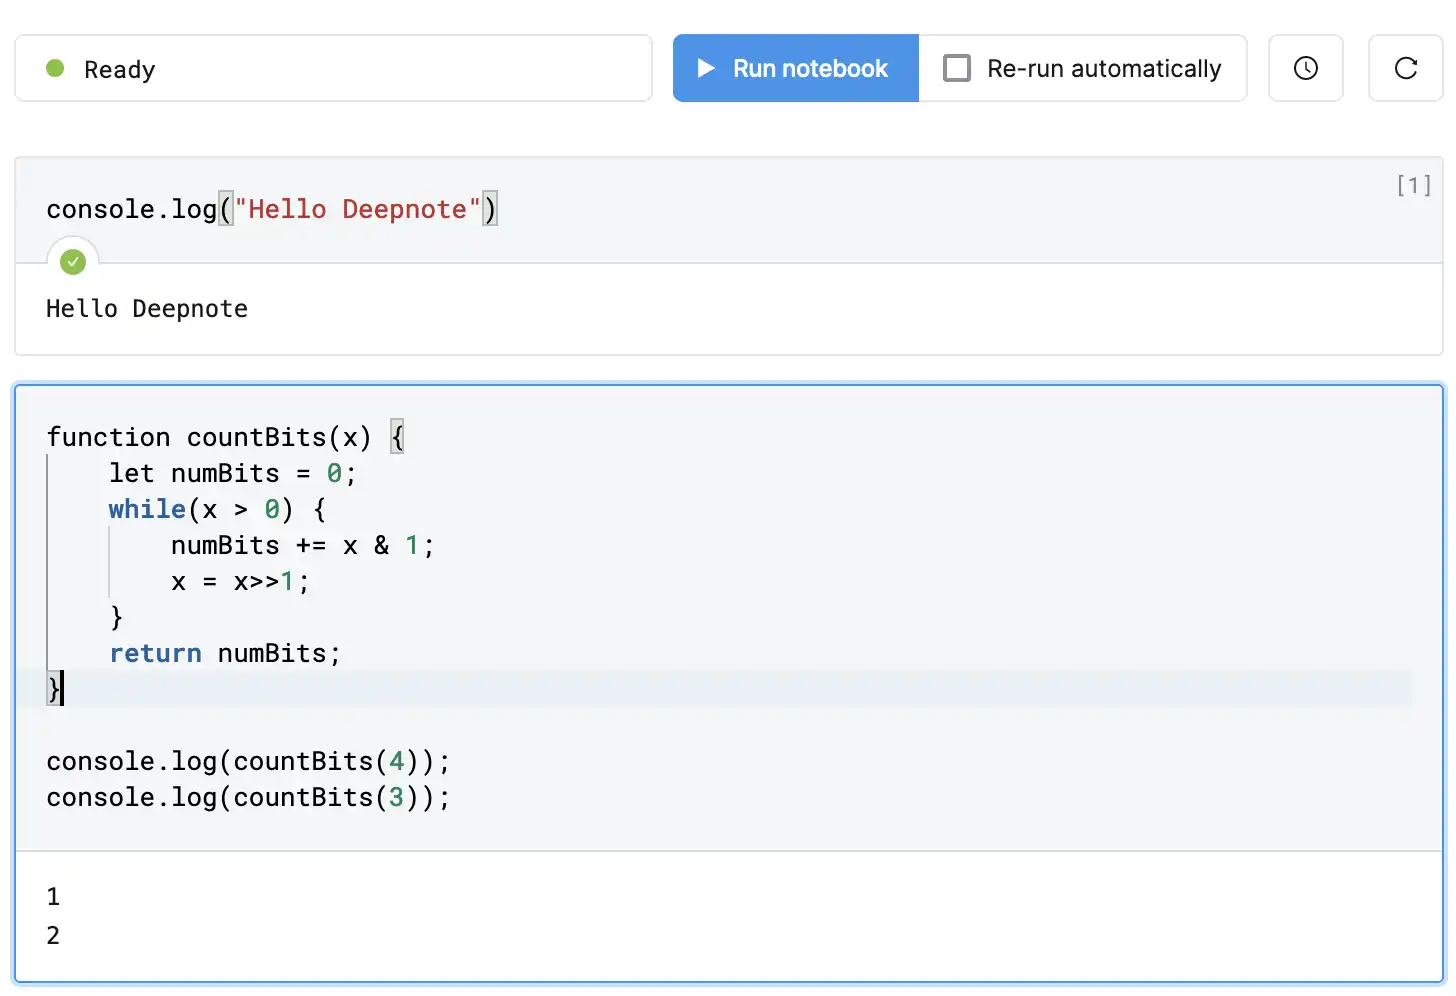 Ready
Run notebook
Re-run automatically
[1]
console.log("Hello Deepnote")
Hello Deepnote
function countBits(x) {
    let numBits = 0;
    while(x > 0) {
        numBits += x & 1;
        x = x>>1;
    }
    return numBits;
}
console.log(countBits(4));
console.log(countBits(3));
1
2